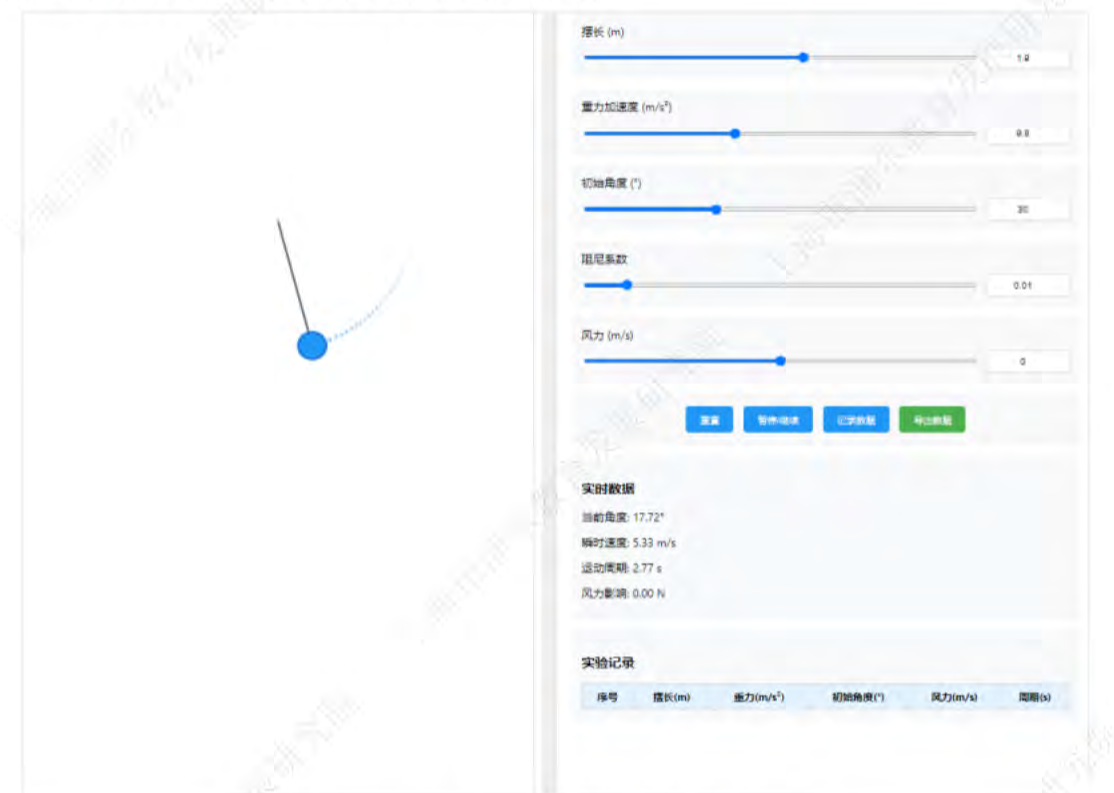 摆长 (m)
1.9
重力加速度 (m/s²)
9.8
初始角度 (°)
30
阻尼系数
0.01
风力 (m/s)
0
重置 暂停/继续 记录数据 导出数据
实时数据
当前角度: 17.72°
瞬时速度: 5.33 m/s
运动周期: 2.77 s
风力影响: 0.00 N
实验记录
序号 摆长(m) 重力(m/s²) 初始角度(°) 风力(m/s) 周期(s)